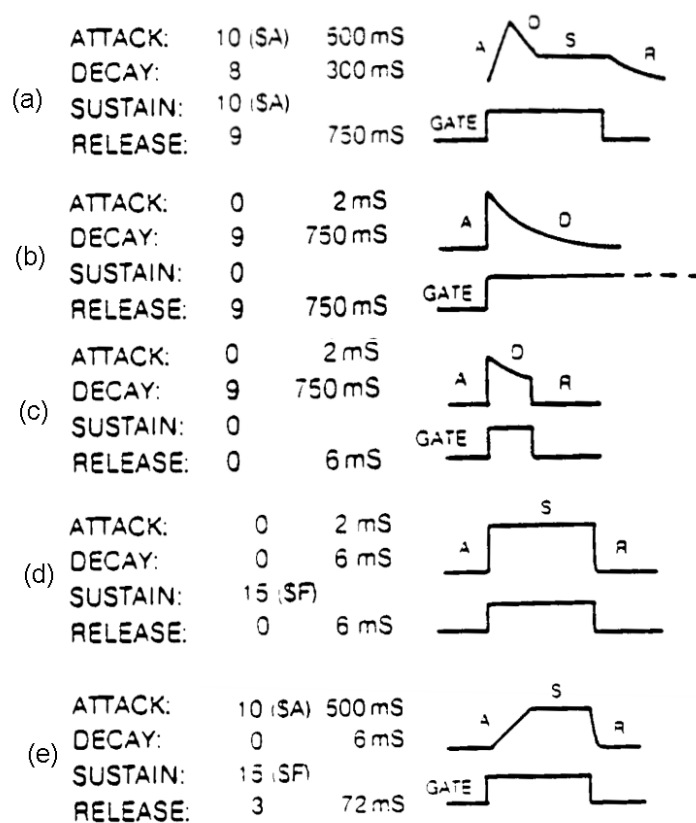 ATTACK: 10 ($A) 500 mS
DECAY: 8 300 mS
(a)
SUSTAIN: 10 ($A)
RELEASE: 9 750 mS
A D S R
GATE
ATTACK: 0 2 mS
DECAY: 9 750 mS
(b)
SUSTAIN: 0
RELEASE: 9 750 mS
A D
GATE
ATTACK: 0 2 mS
DECAY: 9 750 mS
(c)
SUSTAIN: 0
RELEASE: 0 6 mS
A D R
GATE
ATTACK: 0 2 mS
DECAY: 0 6 mS
(d)
SUSTAIN: 15 ($F)
RELEASE: 0 6 mS
A S R
ATTACK: 10 ($A) 500 mS
DECAY: 0 6 mS
(e)
SUSTAIN: 15 ($F)
RELEASE: 3 72 mS
A S R
GATE